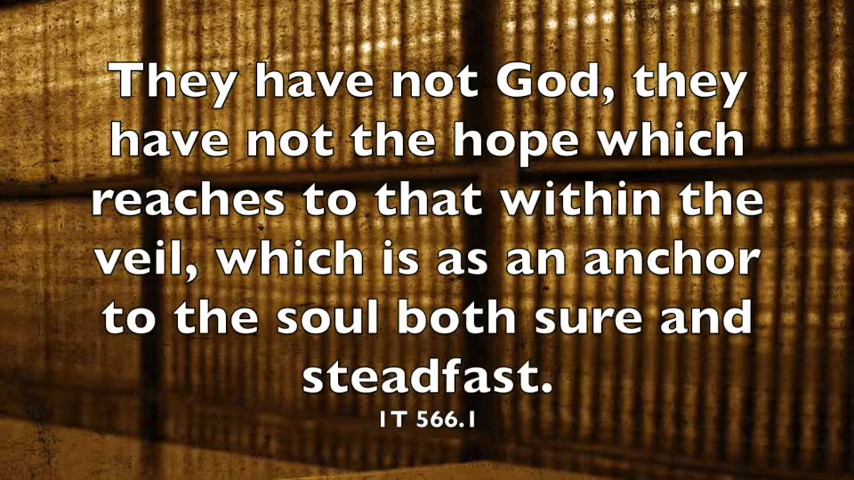 They have not God, they
have not the hope which
reaches to that within the
veil, which is as an anchor
to the soul both sure and
steadfast.
1T 566.1